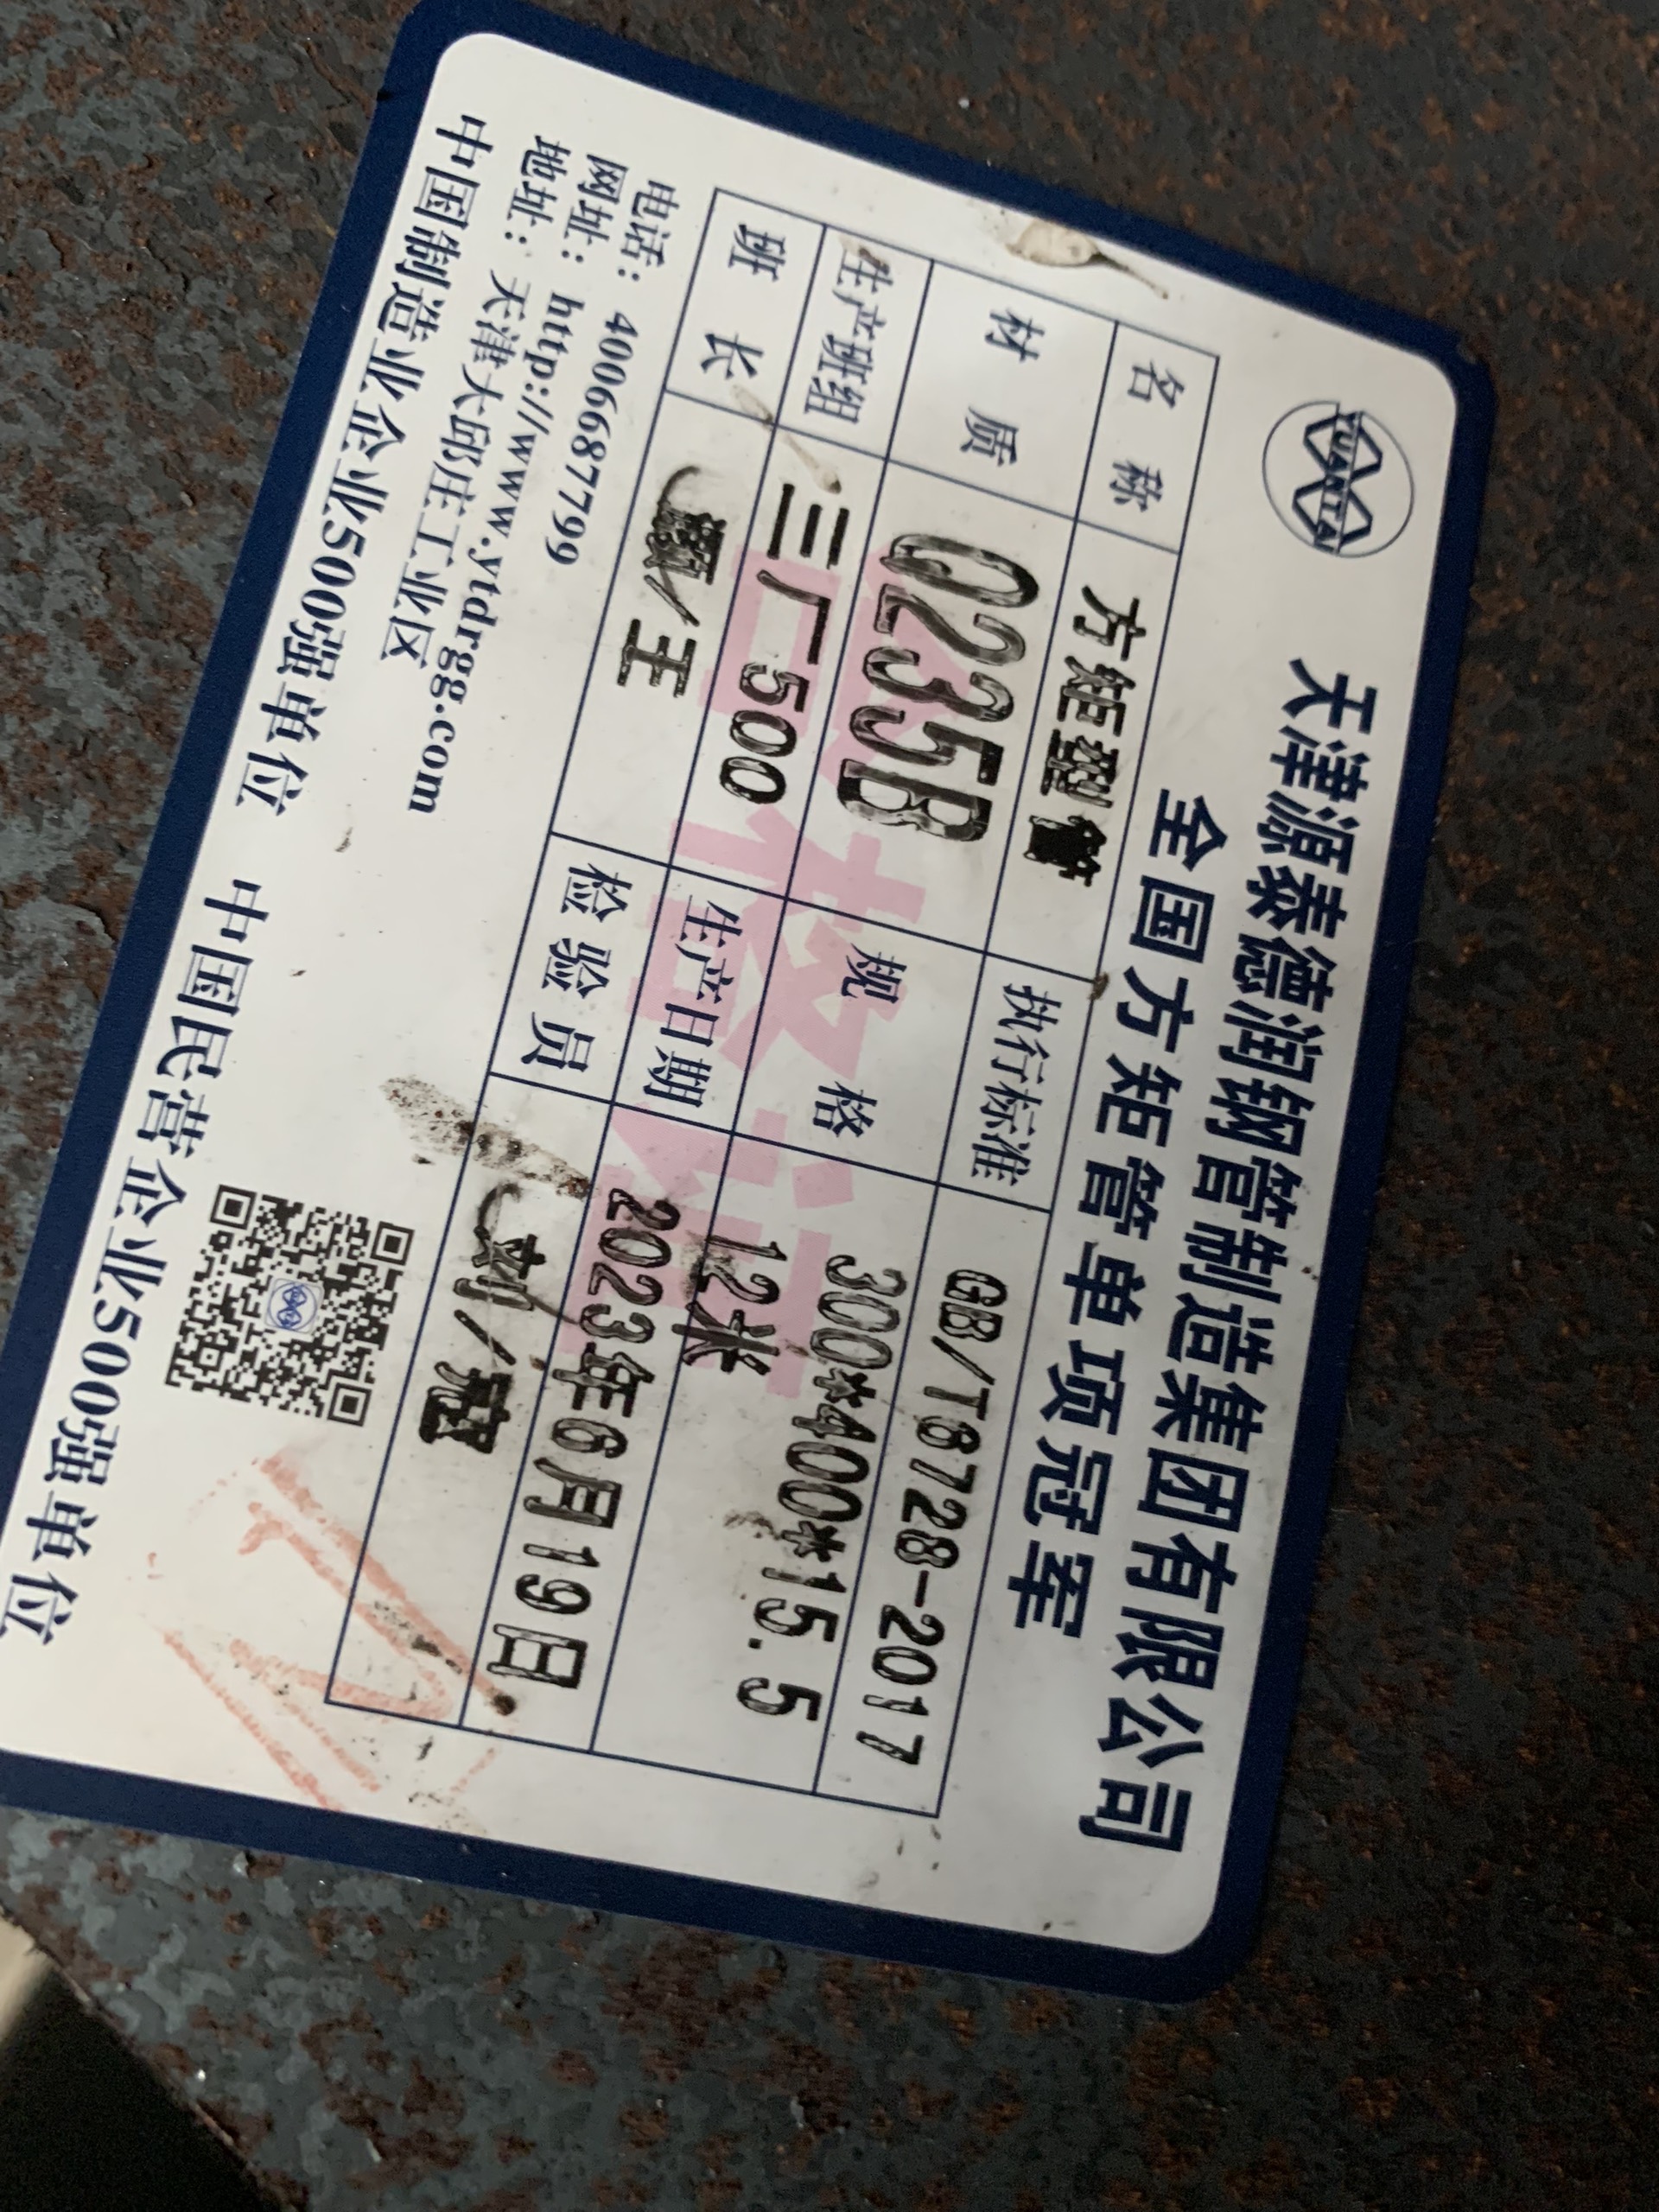 YUANTAI
天津源泰德润钢管制造集团有限公司
全国方矩管单项冠军
名称 方矩型管 执行标准 GB/T6728-2017
材质 Q235B 规格 300*400*15.5
12米
生产班组 三厂500 生产日期 2023年6月19日
班长 /王 检验员 刘/
合格证
电话：4006687799
网址：http://www.ytdrgg.com
地址：天津大邱庄工业区
中国制造业企业500强单位 中国民营企业500强单位